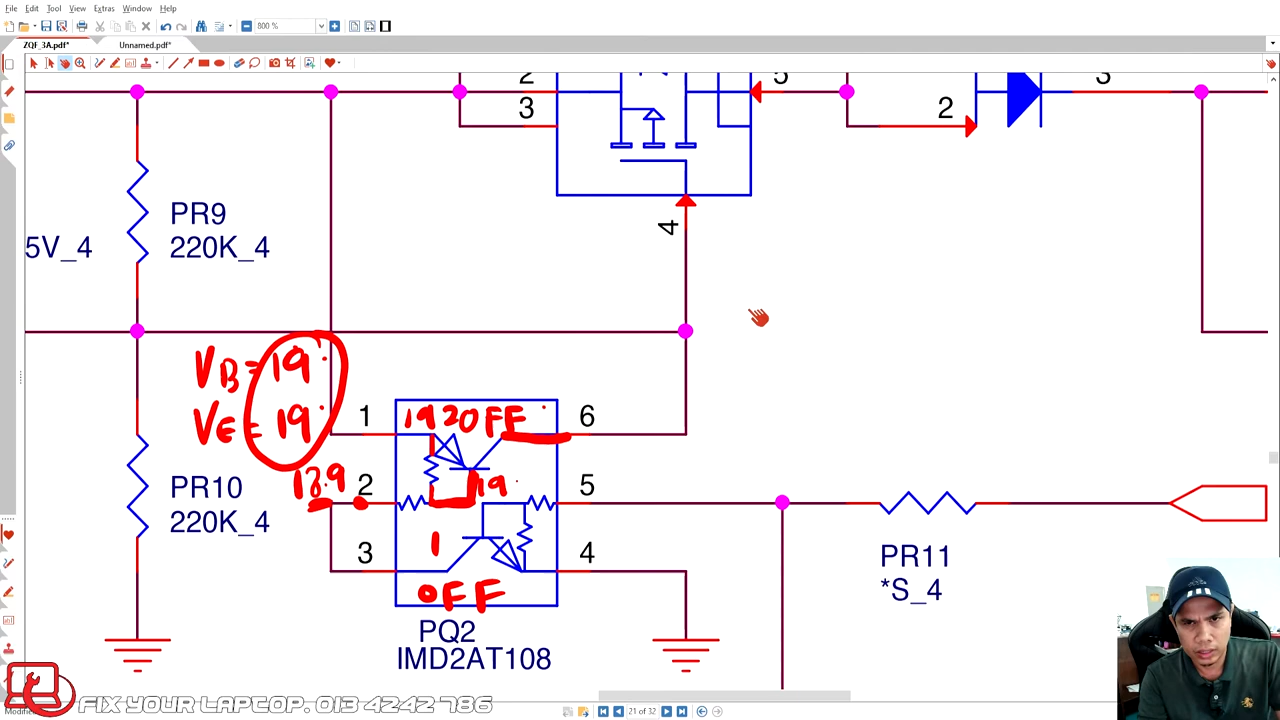 File Edit Tool View Extras Window Help
800 %
ZQF_3A.pdf* Unnamed.pdf*
2
3
5
2
3
4
PR9
220K_4
5V_4
VB = 19
VE = 19
1
1920FF
6
18.9
2
19
5
PR10
220K_4
3
1
4
OFF
PQ2
IMD2AT108
PR11
*S_4
FIX YOUR LAPTOP. 013 4242 786
21 of 32